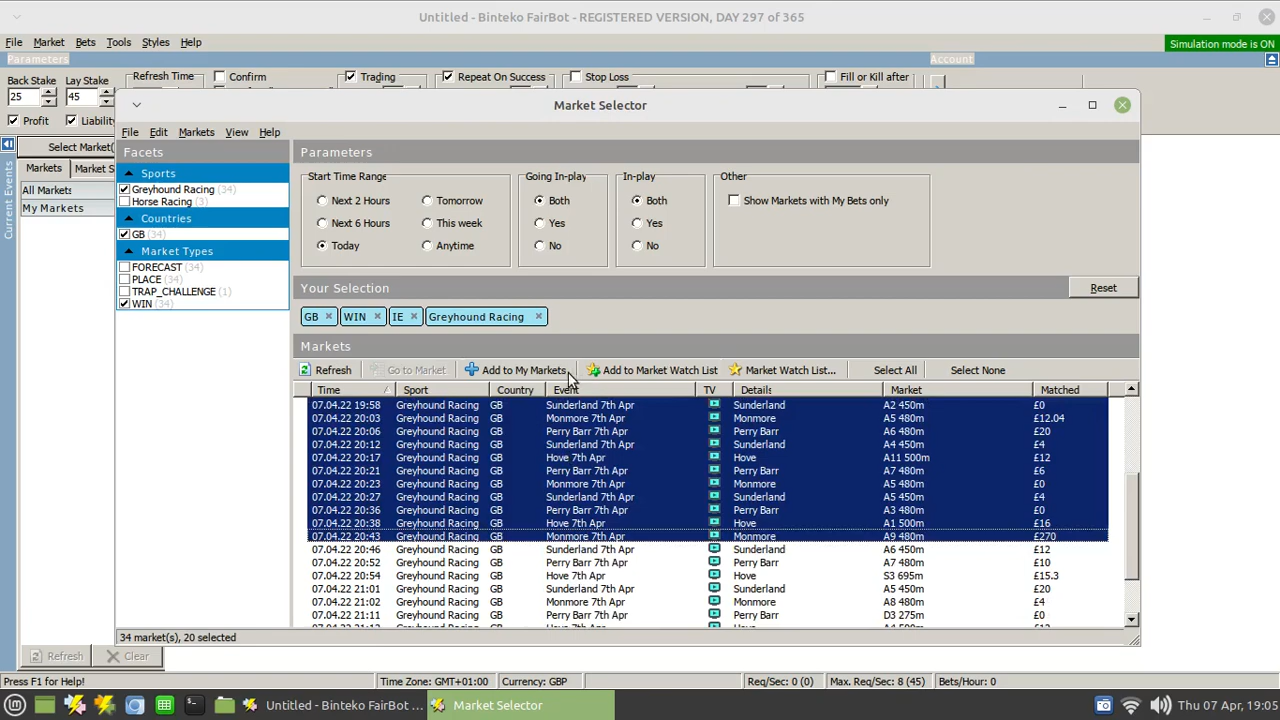 Untitled - Binteko FairBot - REGISTERED VERSION, DAY 297 of 365
File Market Bets Tools Styles Help
Simulation mode is ON
Parameters Account
Back Stake Lay Stake Refresh Time Confirm Trading Repeat On Success Stop Loss Fill or Kill after
25 45
Profit Liability
Select Market(
Markets Market S
All Markets
My Markets
Current Events
Refresh Clear
Market Selector
File Edit Markets View Help
Facets
Sports
Greyhound Racing (34)
Horse Racing (3)
Countries
GB (34)
Market Types
FORECAST (34)
PLACE (34)
TRAP_CHALLENGE (1)
WIN (34)
Parameters
Start Time Range Going In-play In-play Other
Next 2 Hours Tomorrow Both Both Show Markets with My Bets only
Next 6 Hours This week Yes Yes
Today Anytime No No
Your Selection Reset
GB × WIN × IE × Greyhound Racing ×
Markets
Refresh Go to Market Add to My Markets Add to Market Watch List Market Watch List... Select All Select None
Time Sport Country Event TV Details Market Matched
07.04.22 19:58 Greyhound Racing GB Sunderland 7th Apr Sunderland A2 450m £0
07.04.22 20:03 Greyhound Racing GB Monmore 7th Apr Monmore A5 480m £12.04
07.04.22 20:06 Greyhound Racing GB Perry Barr 7th Apr Perry Barr A6 480m £20
07.04.22 20:12 Greyhound Racing GB Sunderland 7th Apr Sunderland A4 450m £4
07.04.22 20:17 Greyhound Racing GB Hove 7th Apr Hove A11 500m £12
07.04.22 20:21 Greyhound Racing GB Perry Barr 7th Apr Perry Barr A7 480m £6
07.04.22 20:23 Greyhound Racing GB Monmore 7th Apr Monmore A5 480m £0
07.04.22 20:27 Greyhound Racing GB Sunderland 7th Apr Sunderland A5 450m £4
07.04.22 20:36 Greyhound Racing GB Perry Barr 7th Apr Perry Barr A3 480m £0
07.04.22 20:38 Greyhound Racing GB Hove 7th Apr Hove A1 500m £16
07.04.22 20:43 Greyhound Racing GB Monmore 7th Apr Monmore A9 480m £270
07.04.22 20:46 Greyhound Racing GB Sunderland 7th Apr Sunderland A6 450m £12
07.04.22 20:52 Greyhound Racing GB Perry Barr 7th Apr Perry Barr A7 480m £10
07.04.22 20:54 Greyhound Racing GB Hove 7th Apr Hove S3 695m £15.3
07.04.22 21:01 Greyhound Racing GB Sunderland 7th Apr Sunderland A5 450m £20
07.04.22 21:02 Greyhound Racing GB Monmore 7th Apr Monmore A8 480m £4
07.04.22 21:11 Greyhound Racing GB Perry Barr 7th Apr Perry Barr D3 275m £0
34 market(s), 20 selected
Press F1 for Help! Time Zone: GMT+01:00 Currency: GBP Req/Sec: 0 (0) Max. Req/Sec: 8 (45) Bets/Hour: 0
Untitled - Binteko FairBot ... Market Selector Thu 07 Apr, 19:05